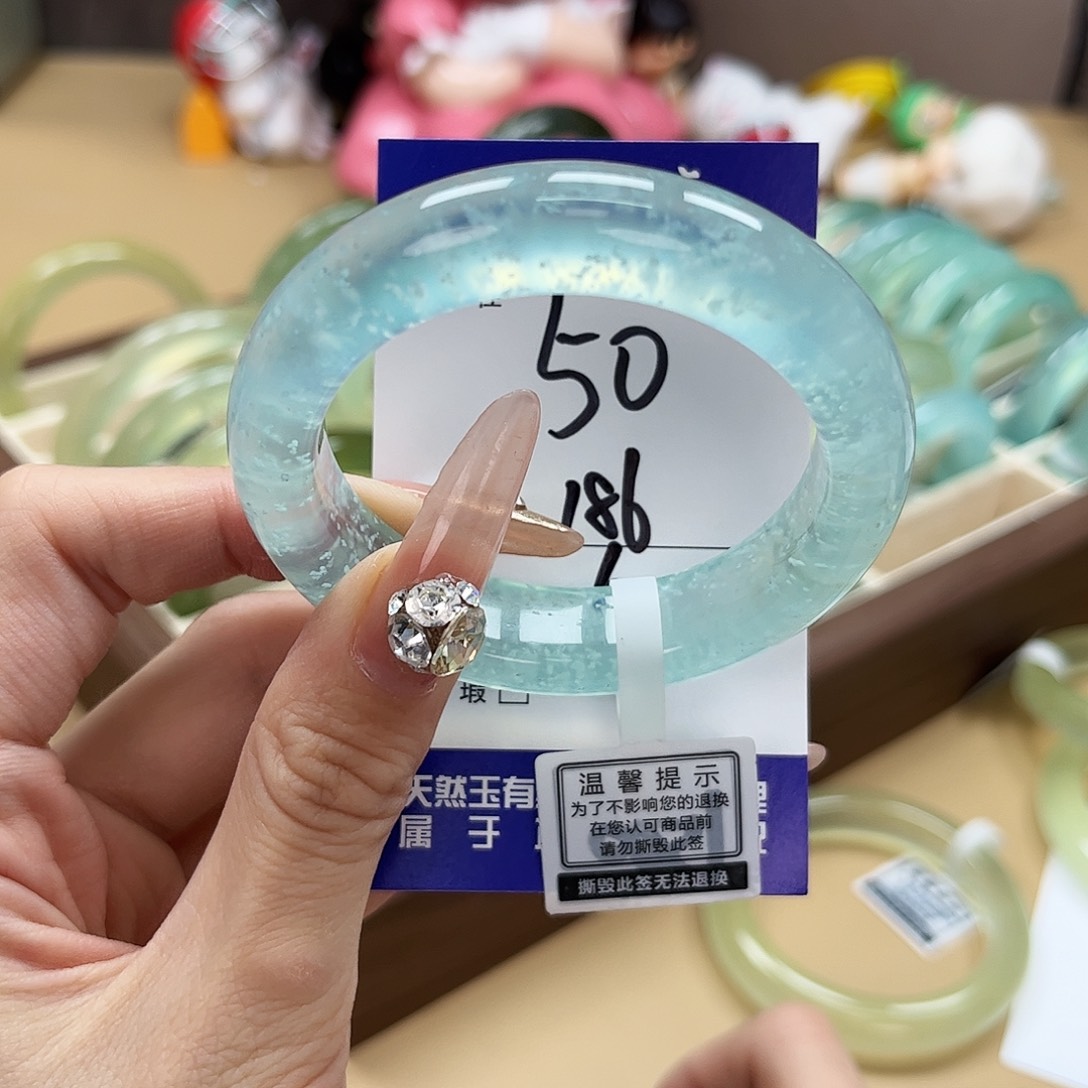 50
186
瑕 □
天然玉有
属 于
温馨提示
为了不影响您的退换
在您认可商品前
请勿撕毁此签
撕毁此签无法退换